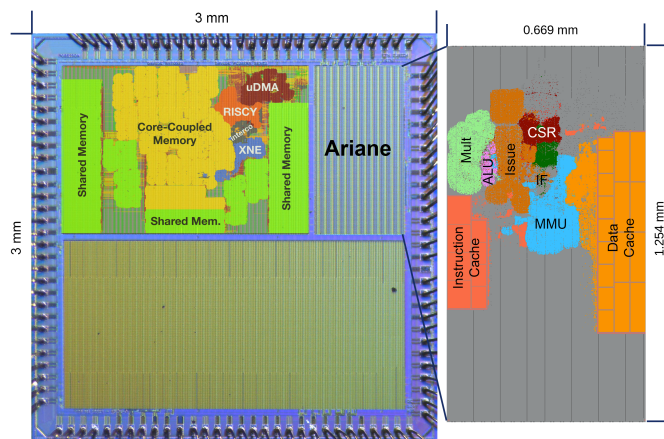 3 mm
0.669 mm
uDMA
RISCY
Core-Coupled
Memory
Interco
XNE
Shared Memory
Shared Memory
Shared Mem.
Ariane
3 mm
CSR
Mult
ALU
Issue
IF
MMU
Instruction
Cache
Data
Cache
1.254 mm